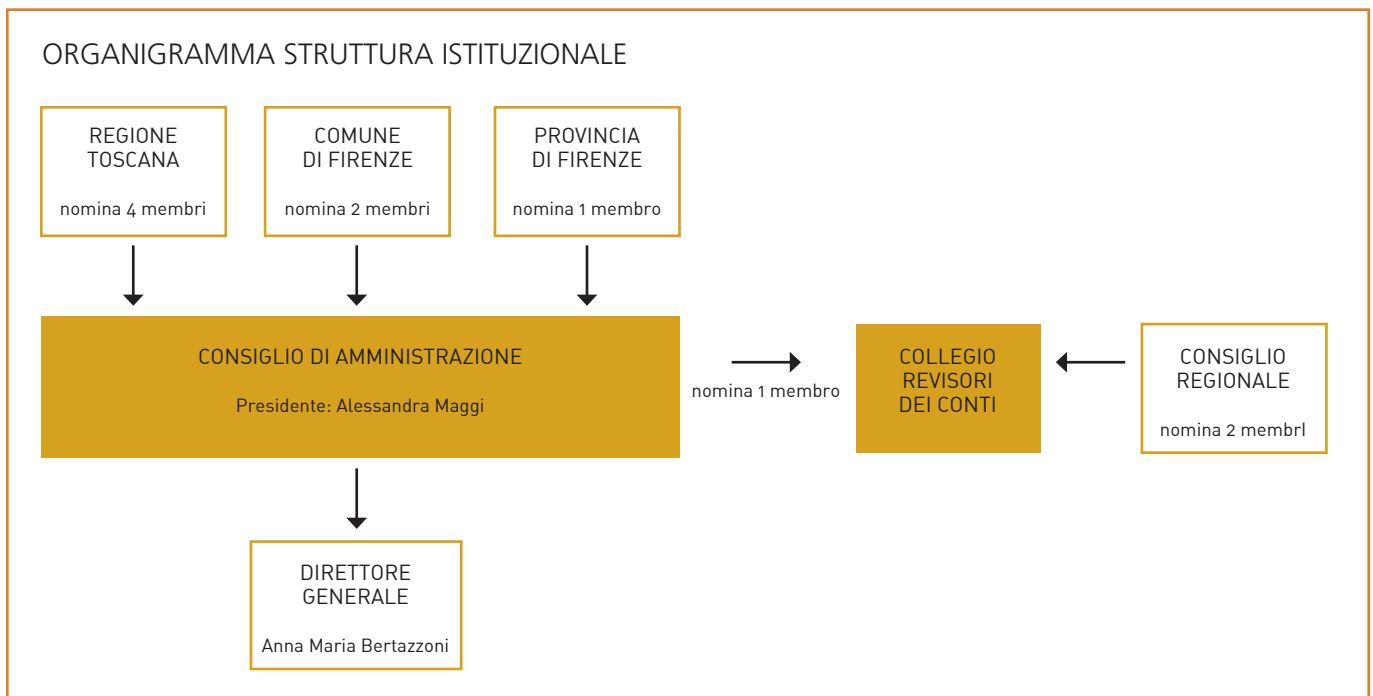 ORGANIGRAMMA STRUTTURA ISTITUZIONALE
REGIONE
TOSCANA
nomina 4 membri
COMUNE
DI FIRENZE
nomina 2 membri
PROVINCIA
DI FIRENZE
nomina 1 membro
CONSIGLIO DI AMMINISTRAZIONE
Presidente: Alessandra Maggi
nomina 1 membro
COLLEGIO
REVISORI
DEI CONTI
CONSIGLIO
REGIONALE
nomina 2 membrl
DIRETTORE
GENERALE
Anna Maria Bertazzoni